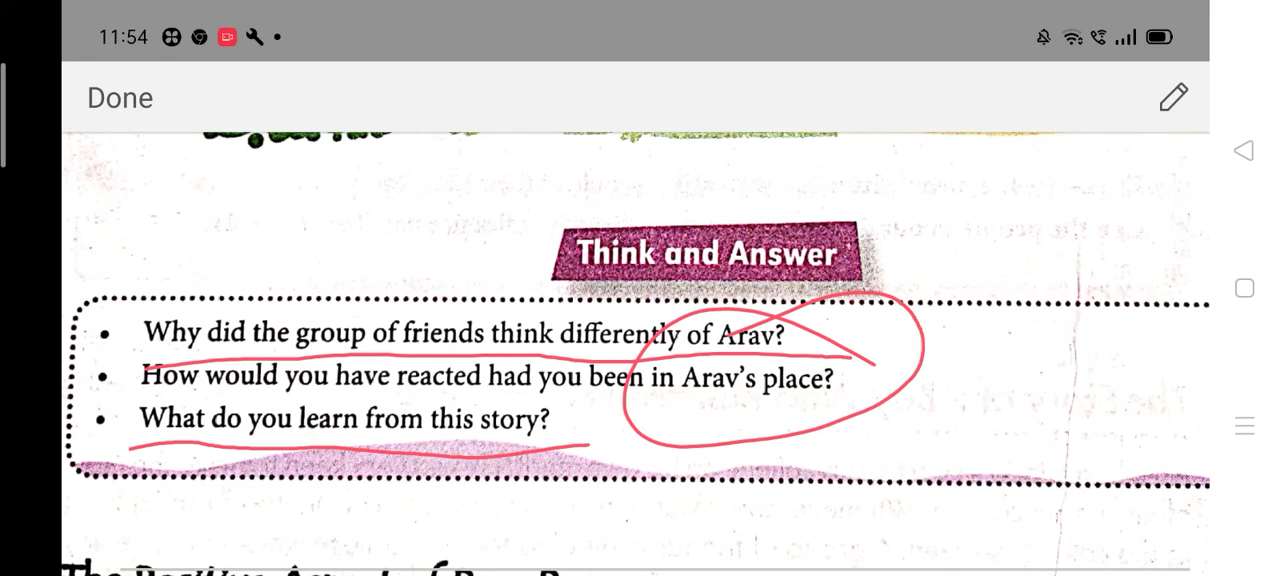 11:54
Done
Think and Answer
• Why did the group of friends think differently of Arav?
• How would you have reacted had you been in Arav's place?
• What do you learn from this story?